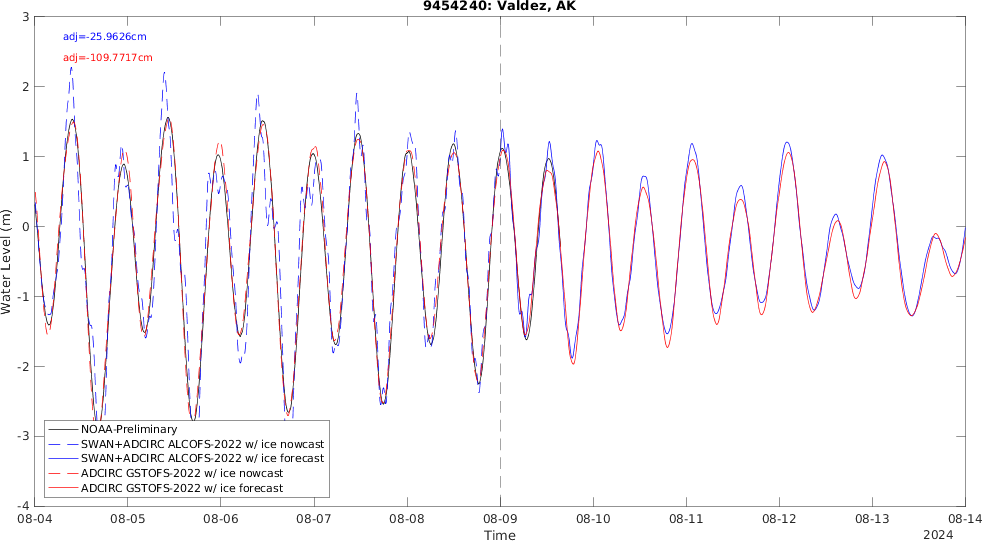 9454240: Valdez, AK
adj=-25.9626cm
adj=-109.7717cm
Water Level (m)
3
2
1
0
-1
-2
-3
-4
NOAA-Preliminary
SWAN+ADCIRC ALCOFS-2022 w/ ice nowcast
SWAN+ADCIRC ALCOFS-2022 w/ ice forecast
ADCIRC GSTOFS-2022 w/ ice nowcast
ADCIRC GSTOFS-2022 w/ ice forecast
08-04 08-05 08-06 08-07 08-08 08-09 08-10 08-11 08-12 08-13 08-14
Time
2024